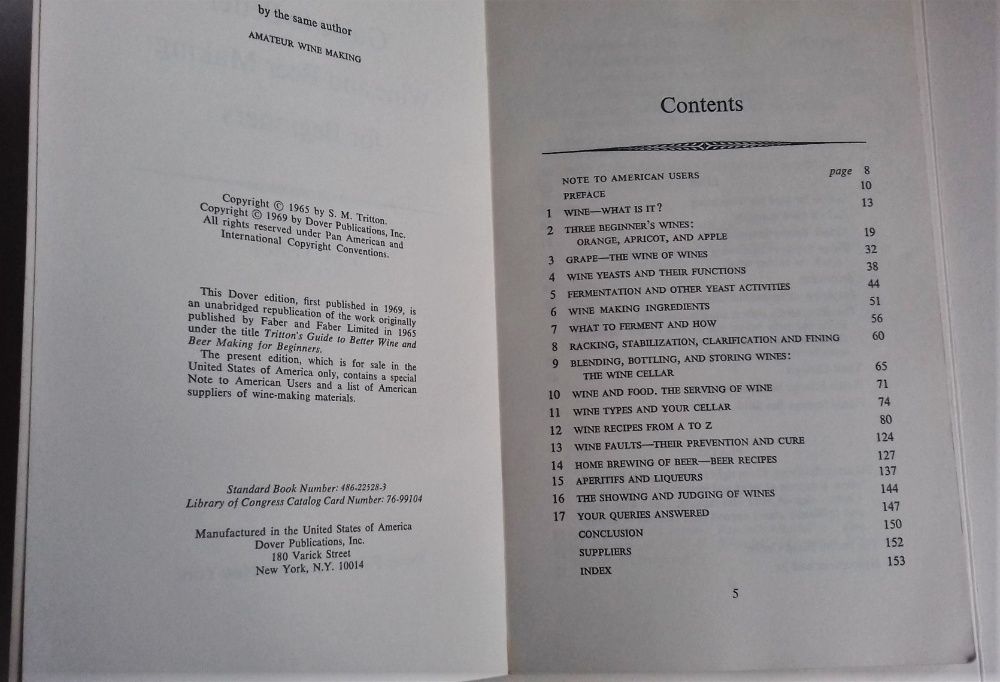 by the same author
AMATEUR WINE MAKING
Copyright © 1965 by S. M. Tritton.
Copyright © 1969 by Dover Publications, Inc.
All rights reserved under Pan American and
International Copyright Conventions.
This Dover edition, first published in 1969, is
an unabridged republication of the work originally
published by Faber and Faber Limited in 1965
under the title Tritton's Guide to Better Wine and
Beer Making for Beginners.
The present edition, which is for sale in the
United States of America only, contains a special
Note to American Users and a list of American
suppliers of wine-making materials.
Standard Book Number: 486-22528-3
Library of Congress Catalog Card Number: 76-99104
Manufactured in the United States of America
Dover Publications, Inc.
180 Varick Street
New York, N.Y. 10014
Contents
NOTE TO AMERICAN USERS page 8
PREFACE 10
1 WINE—WHAT IS IT? 13
2 THREE BEGINNER'S WINES:
ORANGE, APRICOT, AND APPLE 19
3 GRAPE—THE WINE OF WINES 32
4 WINE YEASTS AND THEIR FUNCTIONS 38
5 FERMENTATION AND OTHER YEAST ACTIVITIES 44
6 WINE MAKING INGREDIENTS 51
7 WHAT TO FERMENT AND HOW 56
8 RACKING, STABILIZATION, CLARIFICATION AND FINING 60
9 BLENDING, BOTTLING, AND STORING WINES:
THE WINE CELLAR 65
10 WINE AND FOOD. THE SERVING OF WINE 71
11 WINE TYPES AND YOUR CELLAR 74
12 WINE RECIPES FROM A TO Z 80
13 WINE FAULTS—THEIR PREVENTION AND CURE 124
14 HOME BREWING OF BEER—BEER RECIPES 127
15 APERITIFS AND LIQUEURS 137
16 THE SHOWING AND JUDGING OF WINES 144
17 YOUR QUERIES ANSWERED 147
CONCLUSION 150
SUPPLIERS 152
INDEX 153
5